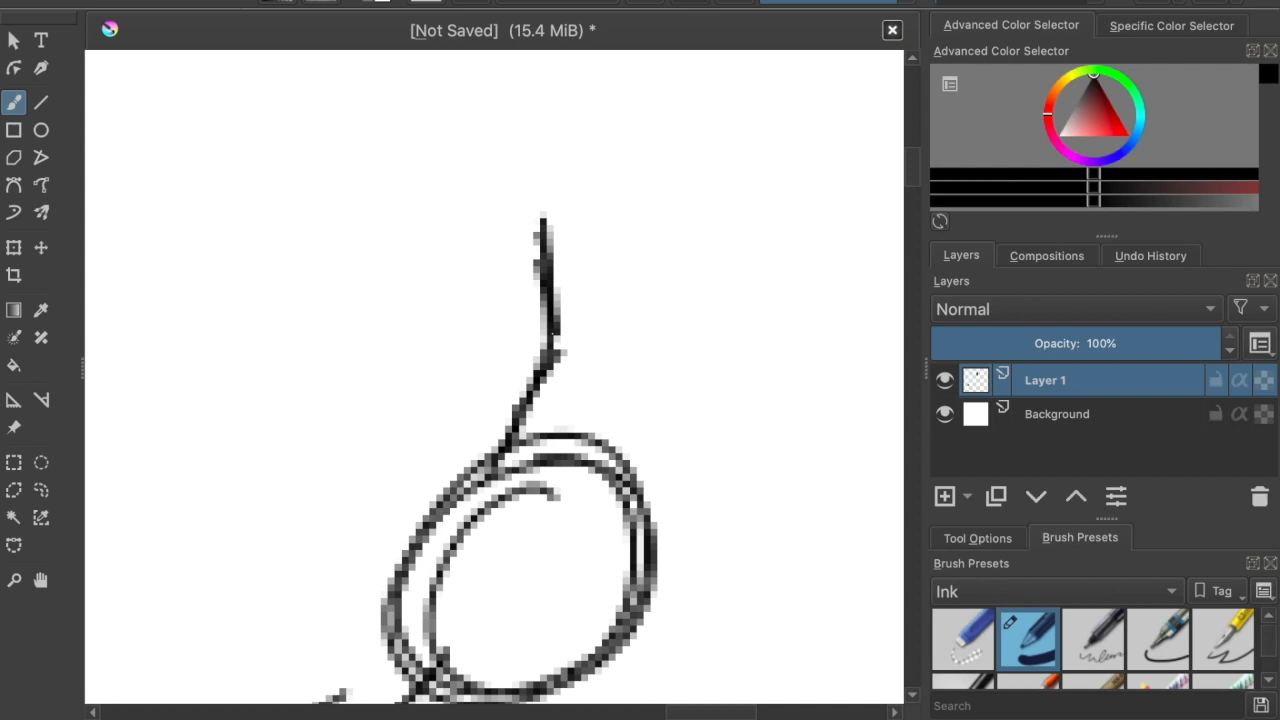 [Not Saved] (15.4 MiB) *
Advanced Color Selector
Specific Color Selector
Advanced Color Selector
Layers
Compositions
Undo History
Layers
Normal
Opacity: 100%
Layer 1
Background
Tool Options
Brush Presets
Brush Presets
Ink
Tag
Search